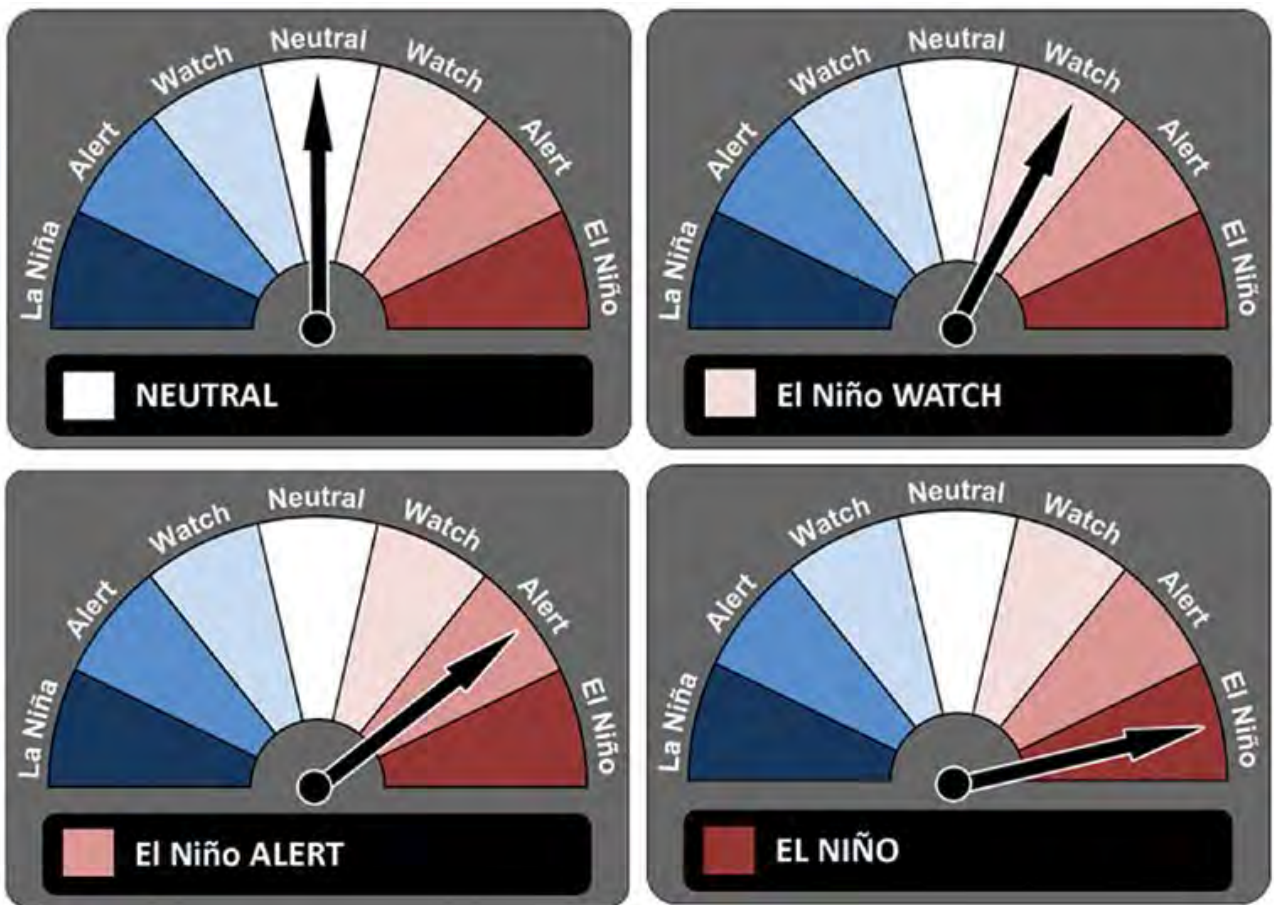 La Niña
Alert
Watch
Neutral
Watch
Alert
El Niño
NEUTRAL
La Niña
Alert
Watch
Neutral
Watch
Alert
El Niño
El Niño WATCH
La Niña
Alert
Watch
Neutral
Watch
Alert
El Niño
El Niño ALERT
La Niña
Alert
Watch
Neutral
Watch
Alert
El Niño
EL NIÑO